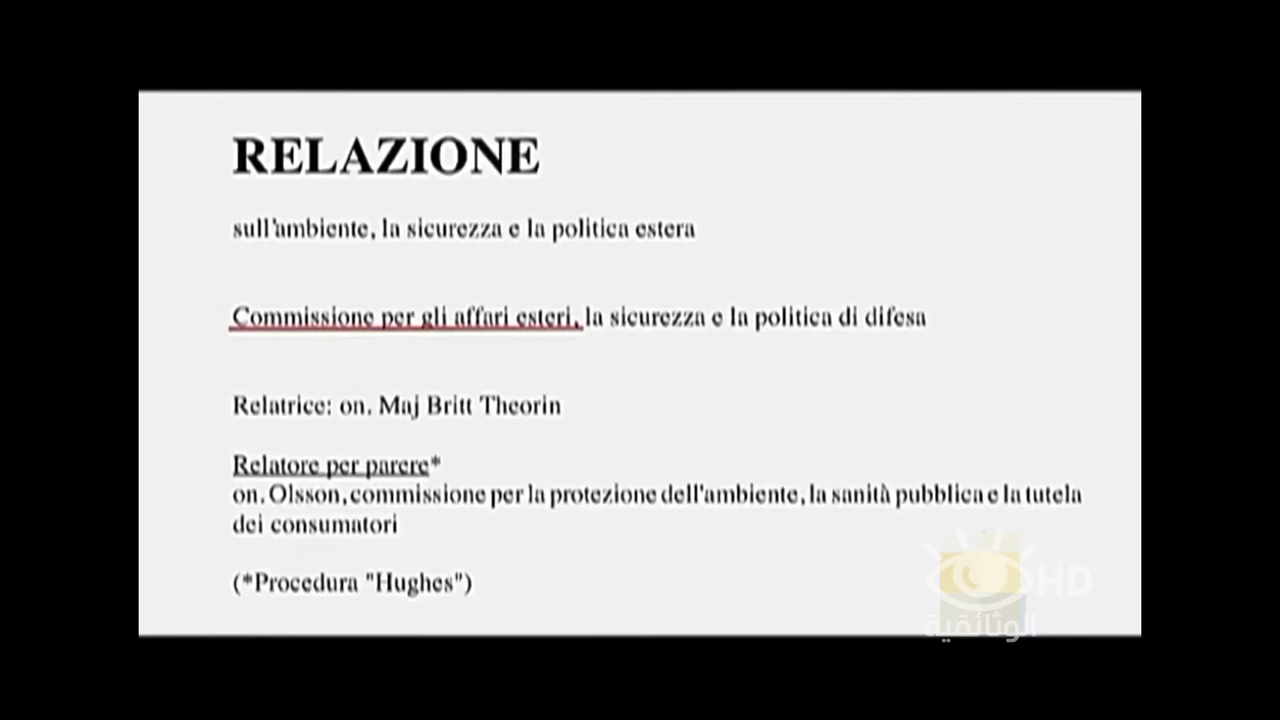 RELAZIONE
sull'ambiente, la sicurezza e la politica estera
Commissione per gli affari esteri, la sicurezza e la politica di difesa
Relatrice: on. Maj Britt Theorin
Relatore per parere*
on. Olsson, commissione per la protezione dell'ambiente, la sanità pubblica e la tutela
dei consumatori
(*Procedura "Hughes")
HD
الوثائقية